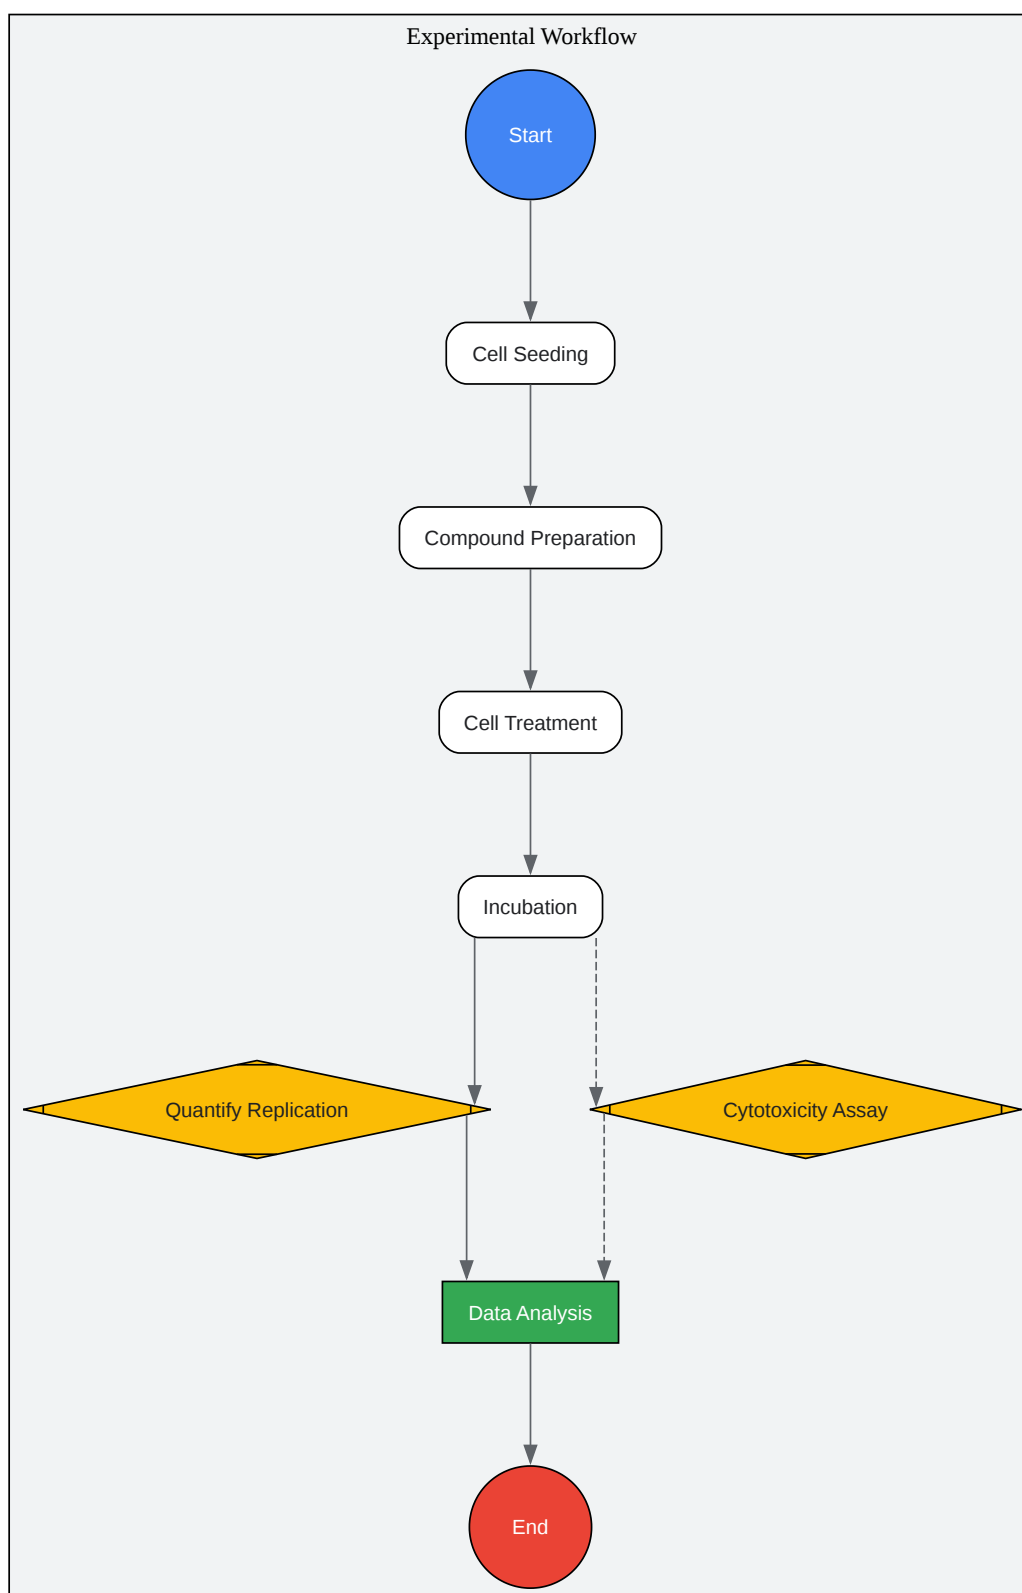 Experimental Workflow
Start
Cell Seeding
Compound Preparation
Cell Treatment
Incubation
Quantify Replication
Cytotoxicity Assay
Data Analysis
End